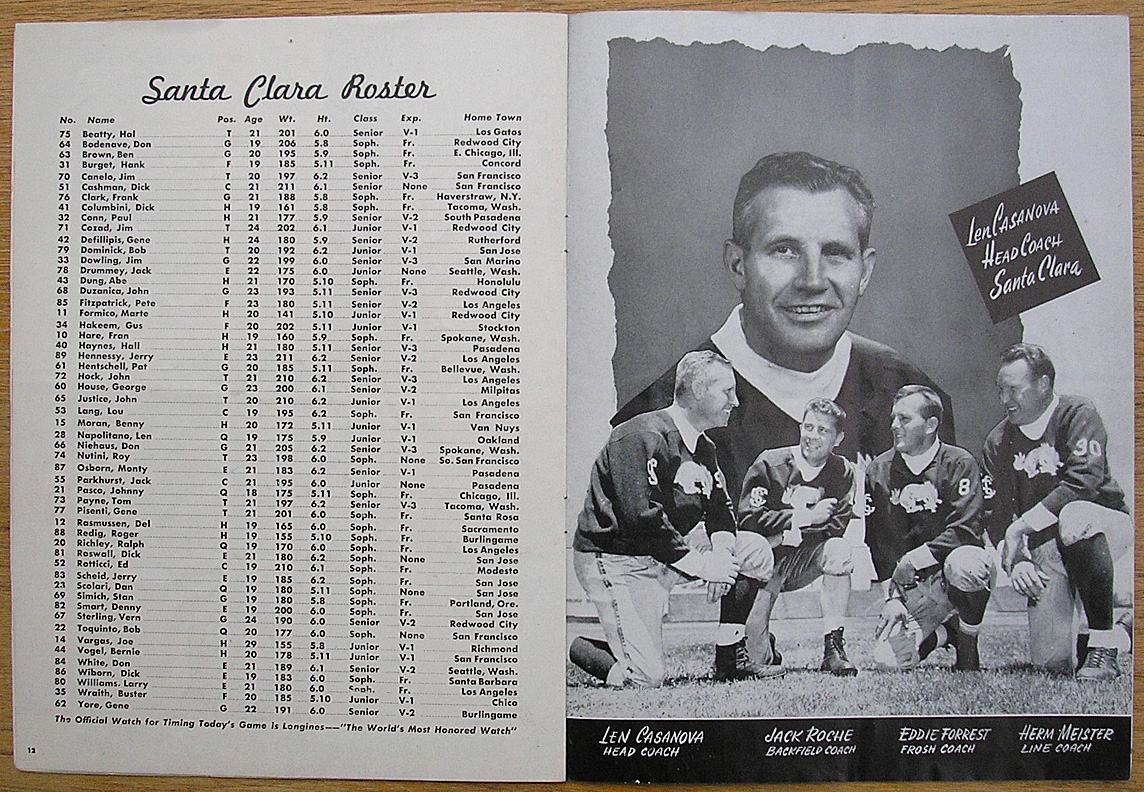 Santa Clara Roster
No. Name Pos. Age Wt. Ht. Class Exp. Home Town
75 Beatty, Hal T 21 201 6.0 Senior V-1 Los Gatos
64 Bodenave, Don G 19 206 5.8 Soph. Fr. Redwood City
63 Brown, Ben G 20 195 5.9 Soph. Fr. E. Chicago, Ill.
31 Burget, Hank F 19 185 5.11 Soph. Fr. Concord
70 Canelo, Jim T 20 197 6.2 Senior V-3 San Francisco
51 Cashman, Dick C 21 211 6.1 Senior None San Francisco
76 Clark, Frank G 21 188 5.8 Soph. Fr. Haverstraw, N.Y.
41 Columbini, Dick H 19 161 5.8 Soph. Fr. Tacoma, Wash.
32 Conn, Paul H 21 177 5.9 Senior V-2 South Pasadena
71 Cozad, Jim T 24 202 6.1 Junior V-1 Redwood City
42 Defillipis, Gene H 24 180 5.9 Senior V-2 Rutherford
79 Dominick, Bob T 20 192 6.2 Junior V-1 San Jose
33 Dowling, Jim G 22 199 6.0 Senior V-3 San Marino
78 Drummey, Jack E 22 175 6.0 Junior None Seattle, Wash.
43 Dung, Abe H 21 170 5.10 Soph. Fr. Honolulu
68 Duzanica, John G 23 193 5.11 Senior V-3 Redwood City
85 Fitzpatrick, Pete F 23 180 5.11 Senior V-2 Los Angeles
11 Formico, Marte H 20 141 5.10 Junior V-1 Redwood City
34 Hakeem, Gus F 20 202 5.11 Junior V-1 Stockton
10 Hare, Fran H 19 160 5.9 Soph. Fr. Spokane, Wash.
40 Haynes, Hall H 21 180 5.11 Senior V-3 Pasadena
89 Hennessy, Jerry E 23 211 6.2 Senior V-2 Los Angeles
61 Hentschell, Pat G 20 185 5.11 Soph. Fr. Bellevue, Wash.
72 Hock, John T 21 210 6.2 Senior V-3 Los Angeles
60 House, George G 23 200 6.1 Senior V-2 Milpitas
65 Justice, John T 20 210 6.2 Junior V-1 Los Angeles
53 Lang, Lou C 19 195 6.2 Soph. Fr. San Francisco
15 Moran, Benny H 20 172 5.11 Junior V-1 Van Nuys
28 Napolitano, Len Q 19 175 5.9 Junior V-1 Oakland
66 Niehaus, Don G 21 205 6.2 Senior V-3 Spokane, Wash.
74 Nutini, Roy T 23 198 6.0 Soph. None So. San Francisco
87 Osborn, Monty E 21 183 6.2 Senior V-1 Pasadena
55 Parkhurst, Jack C 21 195 6.0 Junior None Pasadena
21 Pasco, Johnny Q 18 175 5.11 Soph. Fr. Chicago, Ill.
73 Payne, Tom T 21 197 6.2 Senior V-3 Tacoma, Wash.
77 Pisenti, Gene T 21 201 6.0 Soph. Fr. Santa Rosa
12 Rasmussen, Del H 19 165 6.0 Soph. Fr. Sacramento
88 Redig, Roger H 19 155 5.10 Soph. Fr. Burlingame
20 Richley, Ralph Q 19 170 6.0 Soph. Fr. Los Angeles
81 Roswall, Dick E 21 180 6.2 Soph. None San Jose
52 Rotticci, Ed C 19 210 6.1 Soph. Fr. Modesto
83 Scheid, Jerry E 19 185 6.2 Soph. Fr. San Jose
23 Scolari, Dan Q 19 180 5.11 Soph. None San Jose
69 Simich, Stan G 19 180 5.8 Soph. Fr. Portland, Ore.
82 Smart, Denny E 19 200 6.0 Soph. Fr. San Jose
67 Sterling, Vern G 24 190 6.0 Senior V-2 Redwood City
22 Toquinto, Bob Q 20 177 6.0 Soph. None San Francisco
14 Vargas, Joe H 29 155 5.8 Junior V-1 Richmond
44 Vogel, Bernie H 20 178 5.11 Junior V-1 San Francisco
84 White, Don E 21 189 6.1 Senior V-2 Seattle, Wash.
86 Wiborn, Dick E 19 183 6.0 Soph. Fr. Santa Barbara
80 Williams. Larry E 21 180 6.0 Soph. Fr. Los Angeles
35 Wraith, Buster F 20 185 5.10 Junior V-1 Chico
62 Yore, Gene G 22 191 6.0 Senior V-2 Burlingame
The Official Watch for Timing Today's Game is Longines—"The World's Most Honored Watch"
12
Len CASANOVA
HEAD COACH
Santa Clara
S
SC
8
SC
30
LEN CASANOVA
HEAD COACH
JACK ROCHE
BACKFIELD COACH
EDDIE FORREST
FROSH COACH
HERM MEISTER
LINE COACH